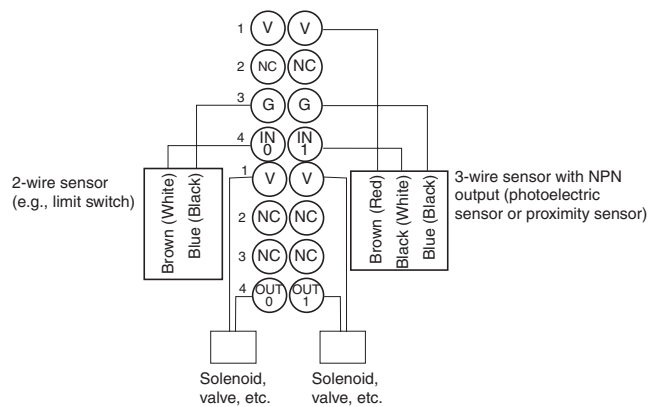 1 V V
2 NC NC
3 G G
4 IN 0 IN 1
1 V V
2 NC NC
3 NC NC
4 OUT 0 OUT 1
2-wire sensor
(e.g., limit switch)
Brown (White)
Blue (Black)
Brown (Red)
Black (White)
Blue (Black)
3-wire sensor with NPN
output (photoelectric
sensor or proximity sensor)
Solenoid,
valve, etc.
Solenoid,
valve, etc.